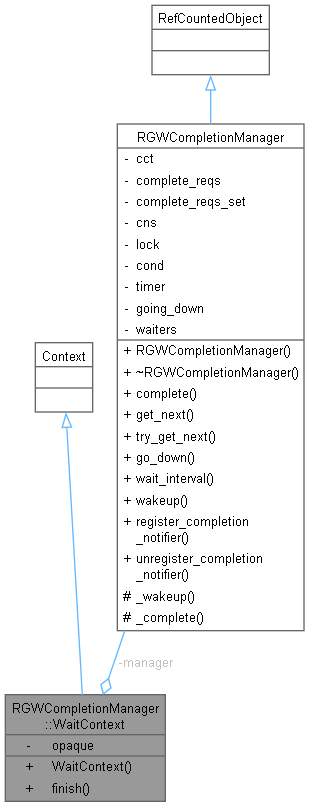 RefCountedObject
RGWCompletionManager
- cct
- complete_reqs
- complete_reqs_set
- cns
- lock
- cond
- timer
- going_down
- waiters
+ RGWCompletionManager()
+ ~RGWCompletionManager()
+ complete()
+ get_next()
+ try_get_next()
+ go_down()
+ wait_interval()
+ wakeup()
+ register_completion
_notifier()
+ unregister_completion
_notifier()
# _wakeup()
# _complete()
Context
-manager
RGWCompletionManager
::WaitContext
- opaque
+ WaitContext()
+ finish()